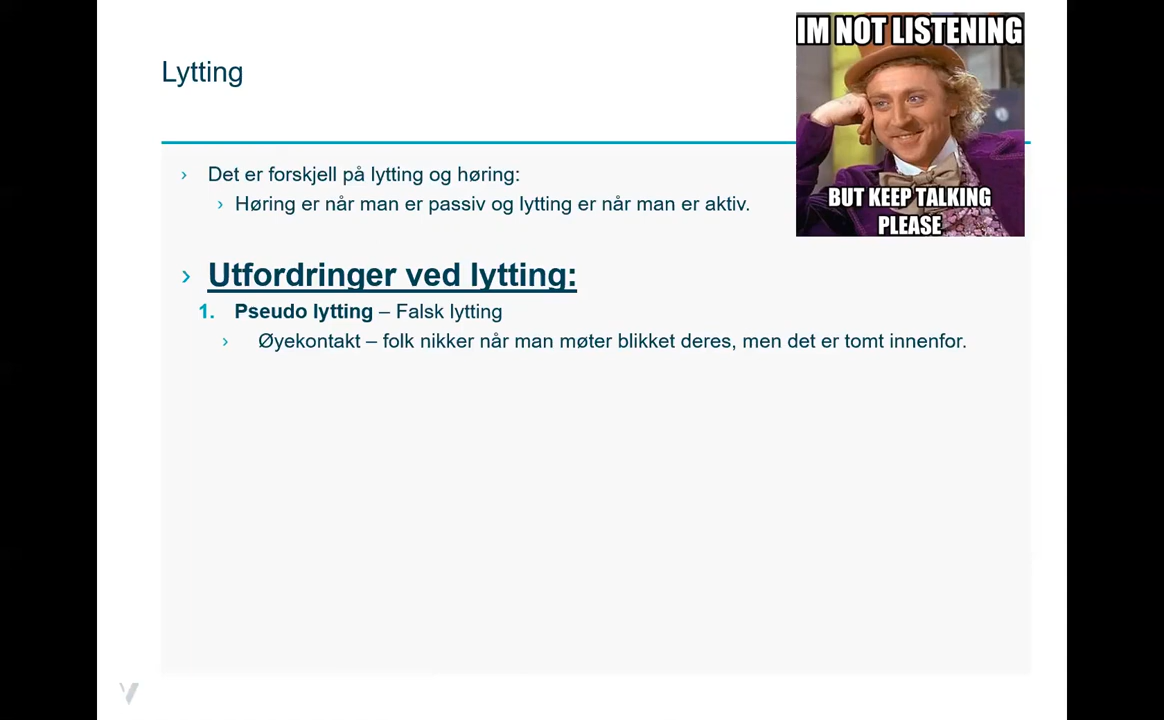 Lytting
IM NOT LISTENING
BUT KEEP TALKING
PLEASE
› Det er forskjell på lytting og høring:
› Høring er når man er passiv og lytting er når man er aktiv.
› Utfordringer ved lytting:
1. Pseudo lytting – Falsk lytting
› Øyekontakt – folk nikker når man møter blikket deres, men det er tomt innenfor.